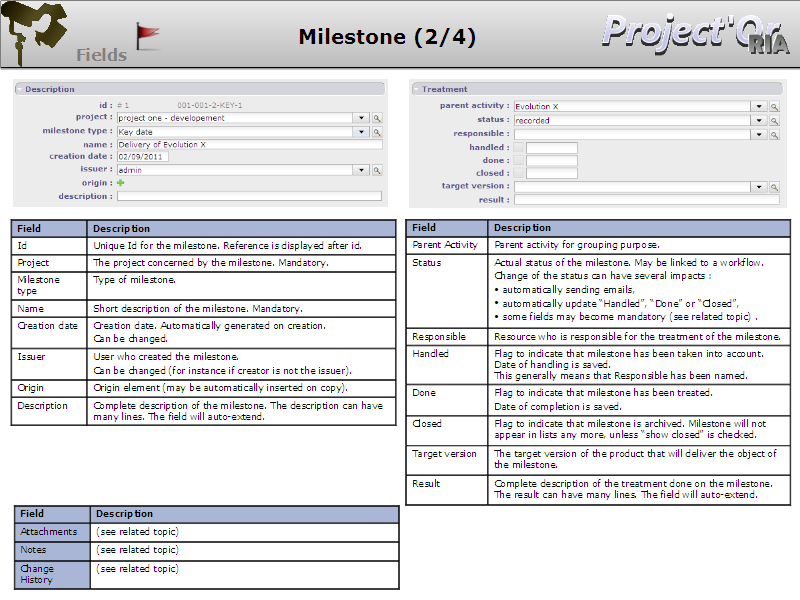 Fields
Milestone (2/4)
Project'Or
RIA
Description
id : # 1 001-001-2-KEY-1
project : project one - developement
milestone type : Key date
name : Delivery of Evolution X
creation date : 02/09/2011
issuer : admin
origin :
description :
Treatment
parent activity : Evolution X
status : recorded
responsible :
handled :
done :
closed :
target version :
result :
Field Description
Id Unique Id for the milestone. Reference is displayed after id.
Project The project concerned by the milestone. Mandatory.
Milestone Type of milestone.
type
Name Short description of the milestone. Mandatory.
Creation date Creation date. Automatically generated on creation.
Can be changed.
Issuer User who created the milestone.
Can be changed (for instance if creator is not the issuer).
Origin Origin element (may be automatically inserted on copy).
Description Complete description of the milestone. The description can have
many lines. The field will auto-extend.
Field Description
Parent Activity Parent activity for grouping purpose.
Status Actual status of the milestone. May be linked to a workflow.
Change of the status can have several impacts :
• automatically sending emails,
• automatically update "Handled", "Done" or "Closed",
• some fields may become mandatory (see related topic) .
Responsible Resource who is responsible for the treatment of the milestone.
Handled Flag to indicate that milestone has been taken into account.
Date of handling is saved.
This generally means that Responsible has been named.
Done Flag to indicate that milestone has been treated.
Date of completion is saved.
Closed Flag to indicate that milestone is archived. Milestone will not
appear in lists any more, unless "show closed" is checked.
Target version The target version of the product that will deliver the object of
the milestone.
Result Complete description of the treatment done on the milestone.
The result can have many lines. The field will auto-extend.
Field Description
Attachments (see related topic)
Notes (see related topic)
Change (see related topic)
History